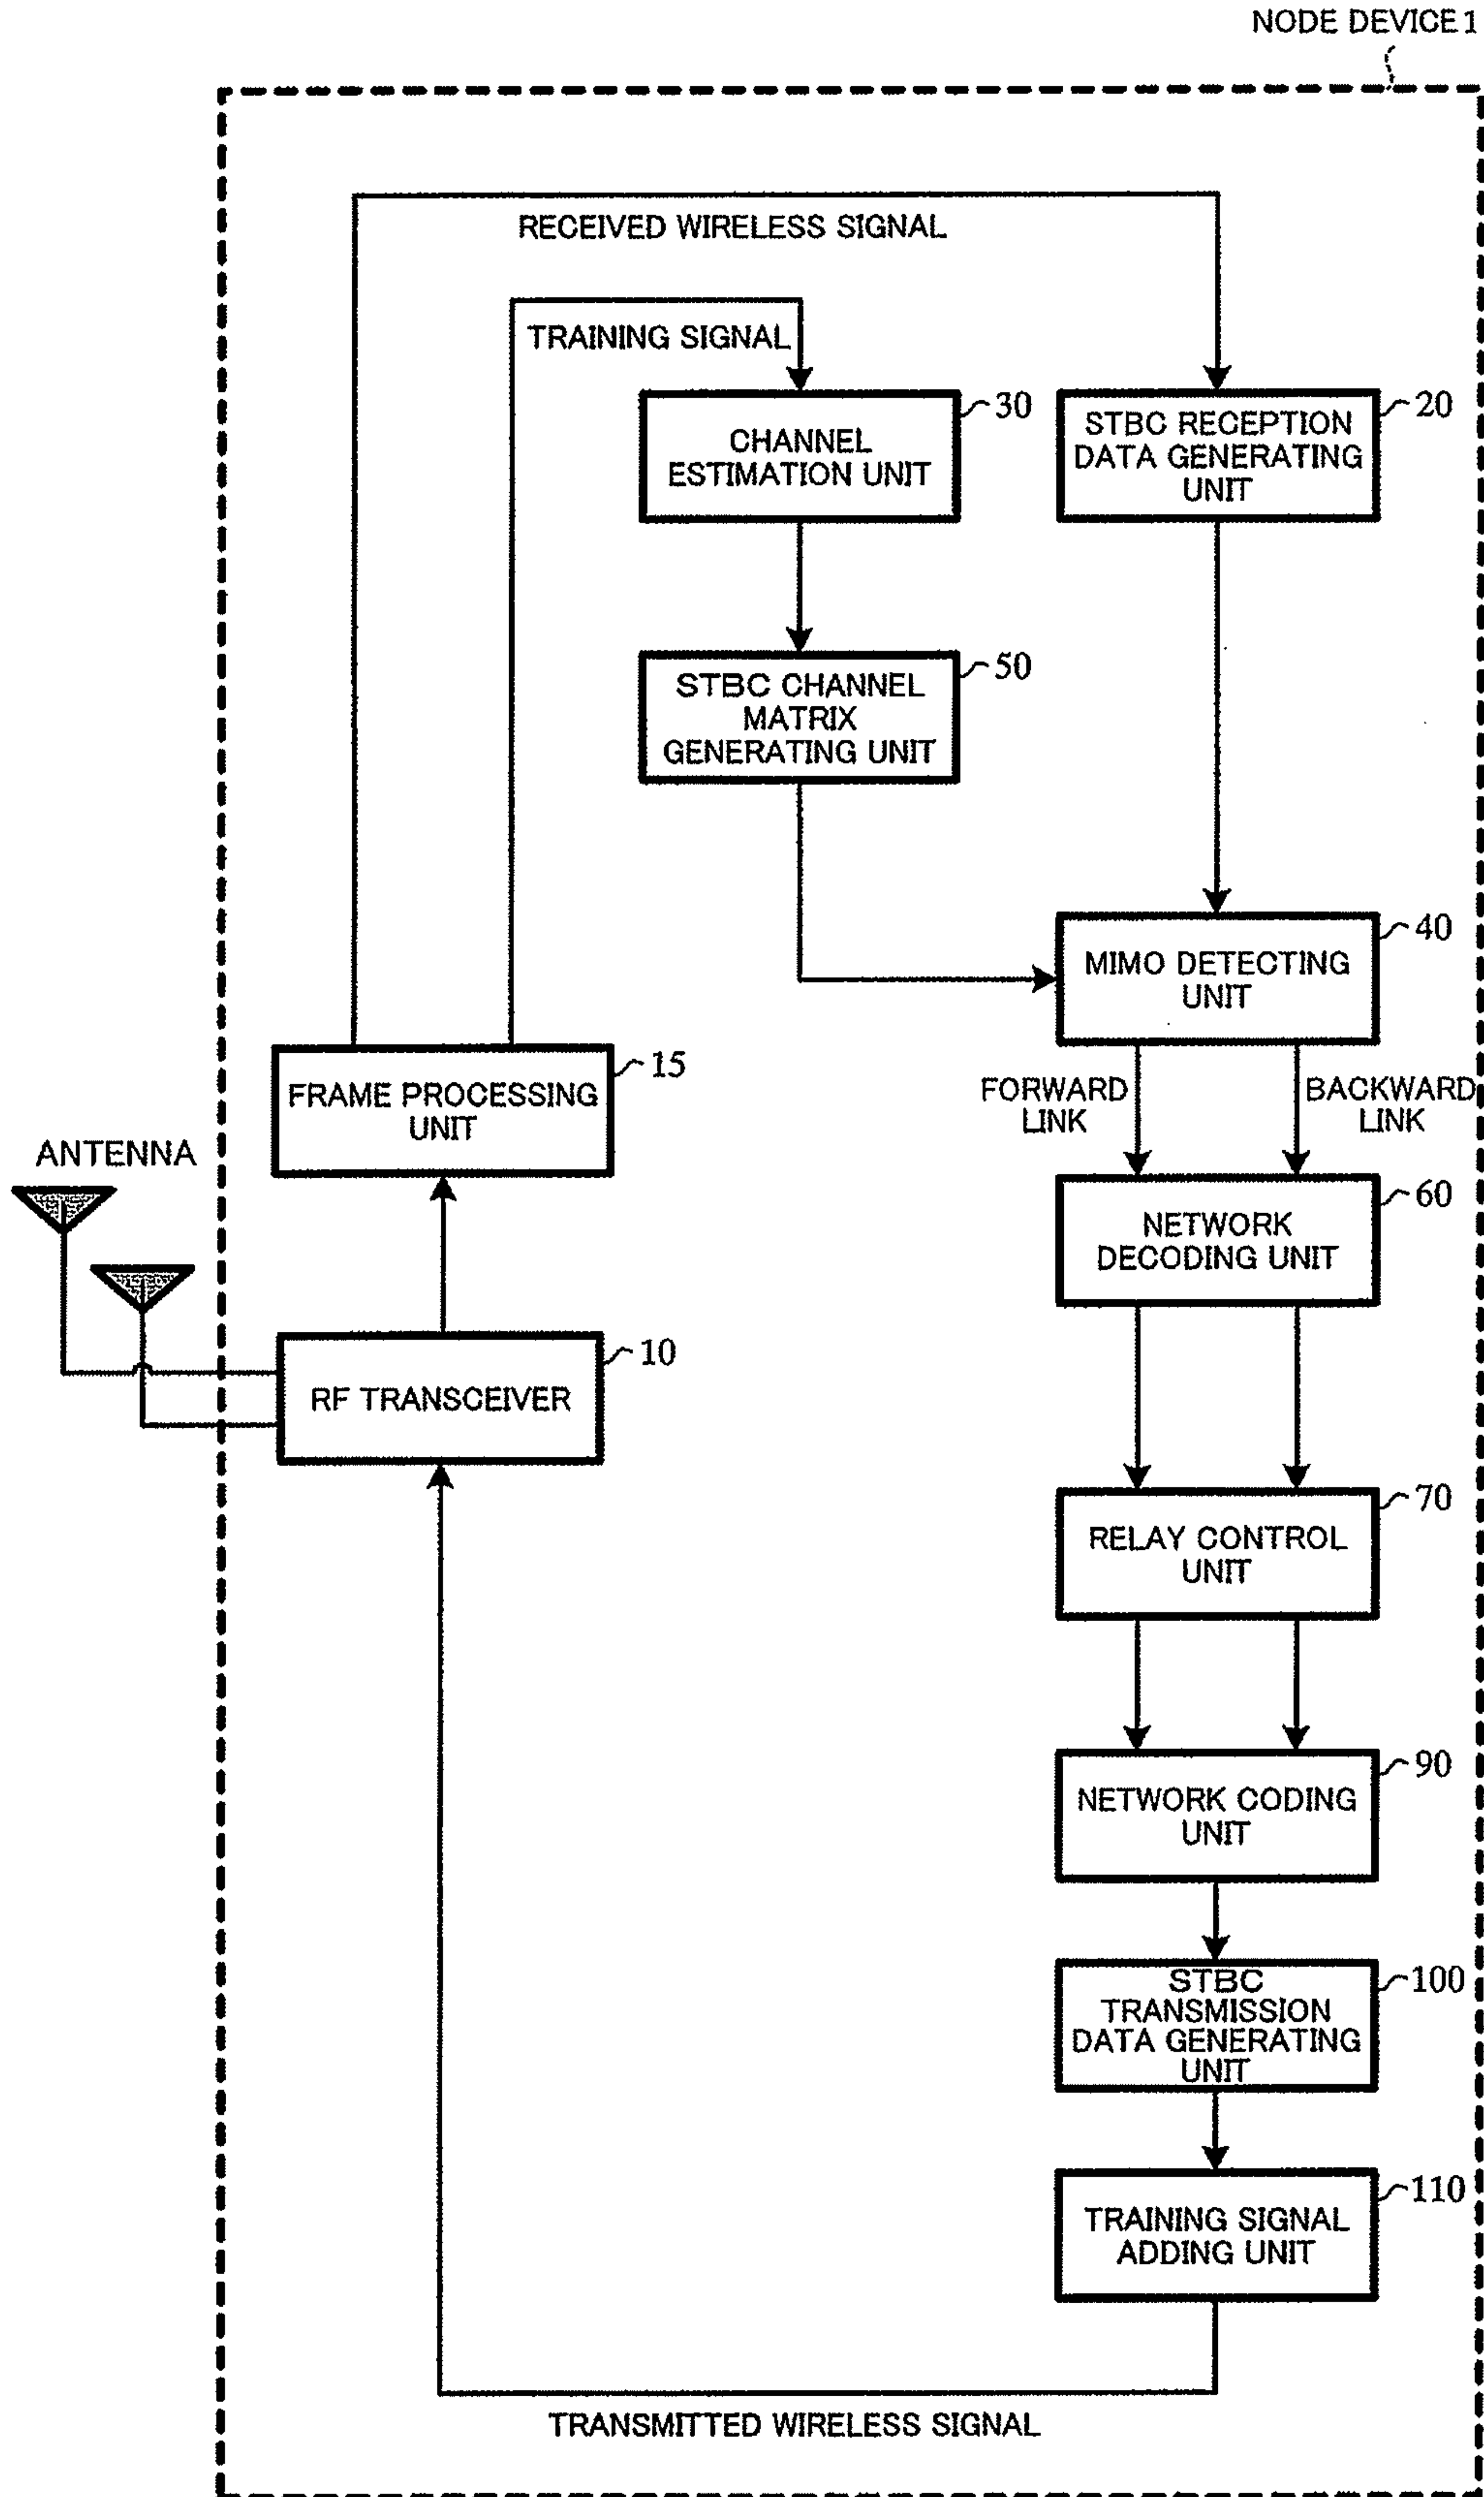 NODE DEVICE 1
RECEIVED WIRELESS SIGNAL
TRAINING SIGNAL
30
CHANNEL
ESTIMATION UNIT
20
STBC RECEPTION
DATA GENERATING
UNIT
50
STBC CHANNEL
MATRIX
GENERATING UNIT
40
MIMO DETECTING
UNIT
15
FRAME PROCESSING
UNIT
FORWARD
LINK
BACKWARD
LINK
ANTENNA
60
NETWORK
DECODING UNIT
10
RF TRANSCEIVER
70
RELAY CONTROL
UNIT
90
NETWORK CODING
UNIT
100
STBC
TRANSMISSION
DATA GENERATING
UNIT
110
TRAINING SIGNAL
ADDING UNIT
TRANSMITTED WIRELESS SIGNAL